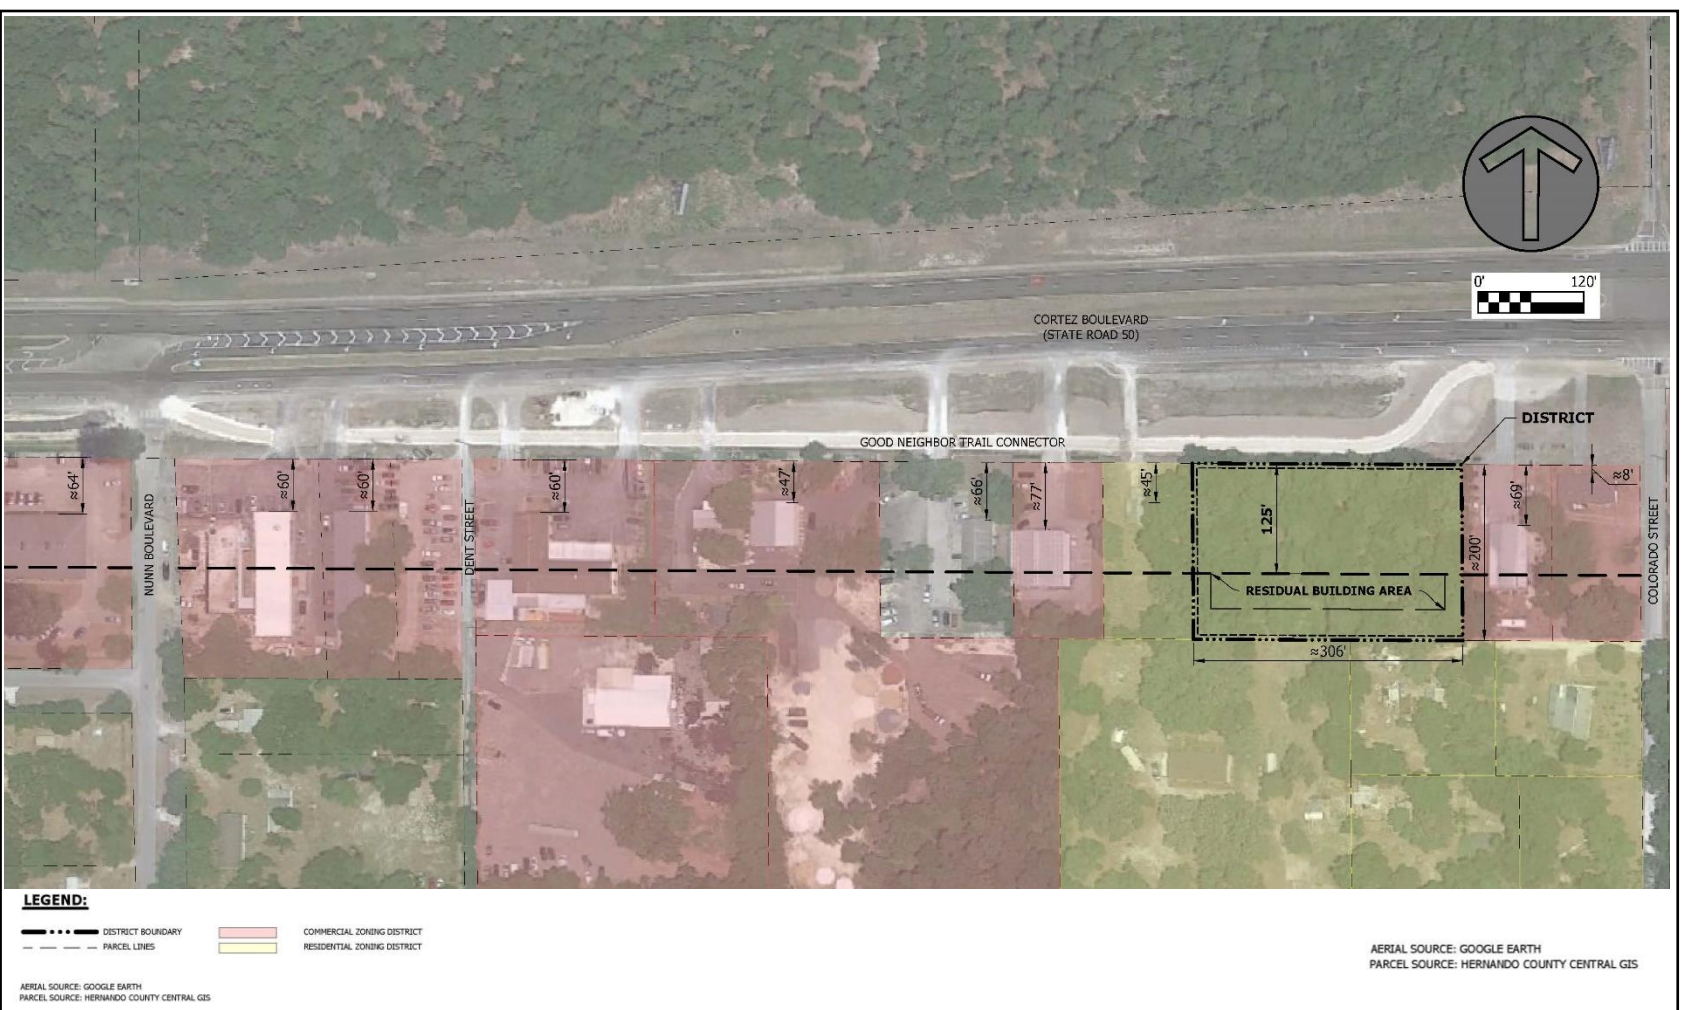 0' 120'
CORTEZ BOULEVARD
(STATE ROAD 50)
DISTRICT
GOOD NEIGHBOR TRAIL CONNECTOR
≈64'
≈60'
≈60'
≈60'
≈47'
≈66'
≈77'
≈45'
125'
≈200'
≈69'
≈8'
NUNN BOULEVARD
DENT STREET
COLORADO STREET
RESIDUAL BUILDING AREA
≈306'
LEGEND:
DISTRICT BOUNDARY
PARCEL LINES
COMMERCIAL ZONING DISTRICT
RESIDENTIAL ZONING DISTRICT
AERIAL SOURCE: GOOGLE EARTH
PARCEL SOURCE: HERNANDO COUNTY CENTRAL GIS
AERIAL SOURCE: GOOGLE EARTH
PARCEL SOURCE: HERNANDO COUNTY CENTRAL GIS